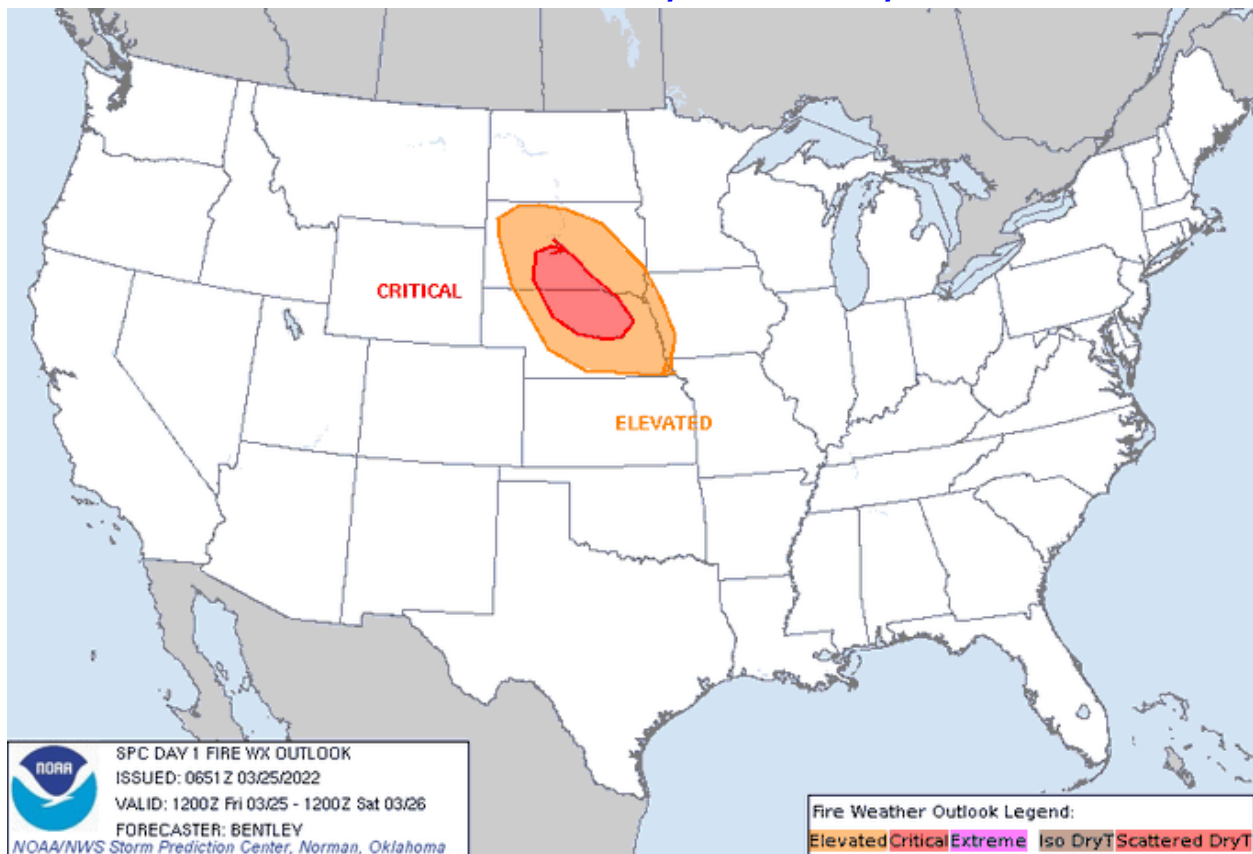 CRITICAL
ELEVATED
NOAA
SPC DAY 1 FIRE WX OUTLOOK
ISSUED: 0651Z 03/25/2022
VALID: 1200Z Fri 03/25 - 1200Z Sat 03/26
FORECASTER: BENTLEY
NOAA/NWS Storm Prediction Center, Norman, Oklahoma
Fire Weather Outlook Legend:
Elevated Critical Extreme Iso DryT Scattered DryT